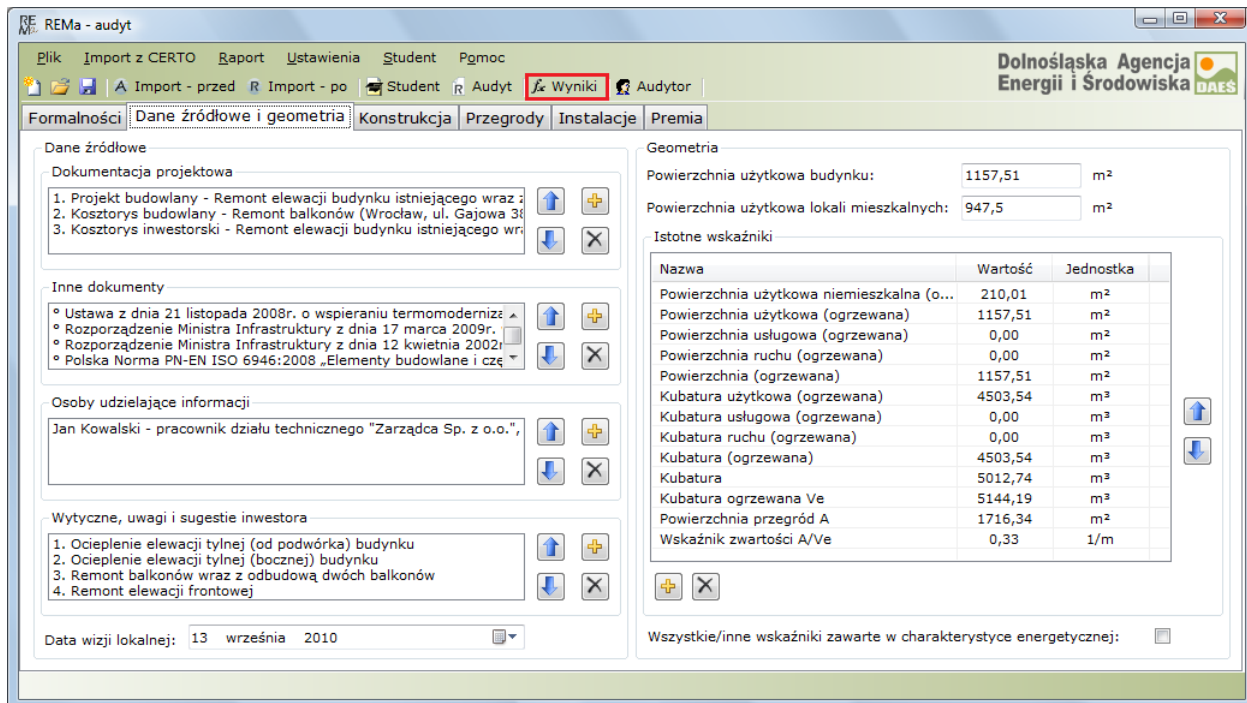 REMa - audyt
Plik Import z CERTO Raport Ustawienia Student Pomoc
Dolnośląska Agencja
Energii i Środowiska DAEŚ
A Import - przed R Import - po Student R Audyt fx Wyniki Audytor
Formalności Dane źródłowe i geometria Konstrukcja Przegrody Instalacje Premia
Dane źródłowe
Dokumentacja projektowa
1. Projekt budowlany - Remont elewacji budynku istniejącego wraz
2. Kosztorys budowlany - Remont balkonów (Wrocław, ul. Gajowa
3. Kosztorys inwestorski - Remont elewacji budynku istniejącego
Inne dokumenty
° Ustawa z dnia 21 listopada 2008r. o wspieraniu termomoderniza
° Rozporządzenie Ministra Infrastruktury z dnia 17 marca 2009r.
° Rozporządzenie Ministra Infrastruktury z dnia 12 kwietnia 2002r
° Polska Norma PN-EN ISO 6946:2008 „Elementy budowlane i czę
Osoby udzielające informacji
Jan Kowalski - pracownik działu technicznego "Zarządca Sp. z o.o.",
Wytyczne, uwagi i sugestie inwestora
1. Ocieplenie elewacji tylnej (od podwórka) budynku
2. Ocieplenie elewacji tylnej (bocznej) budynku
3. Remont balkonów wraz z odbudową dwóch balkonów
4. Remont elewacji frontowej
Data wizji lokalnej: 13 września 2010
Geometria
Powierzchnia użytkowa budynku: 1157,51 m²
Powierzchnia użytkowa lokali mieszkalnych: 947,5 m²
Istotne wskaźniki
Nazwa Wartość Jednostka
Powierzchnia użytkowa niemieszkalna (o... 210,01 m²
Powierzchnia użytkowa (ogrzewana) 1157,51 m²
Powierzchnia usługowa (ogrzewana) 0,00 m²
Powierzchnia ruchu (ogrzewana) 0,00 m²
Powierzchnia (ogrzewana) 1157,51 m²
Kubatura użytkowa (ogrzewana) 4503,54 m³
Kubatura usługowa (ogrzewana) 0,00 m³
Kubatura ruchu (ogrzewana) 0,00 m³
Kubatura (ogrzewana) 4503,54 m³
Kubatura 5012,74 m³
Kubatura ogrzewana Ve 5144,19 m³
Powierzchnia przegród A 1716,34 m²
Wskaźnik zwartości A/Ve 0,33 1/m
Wszystkie/inne wskaźniki zawarte w charakterystyce energetycznej: